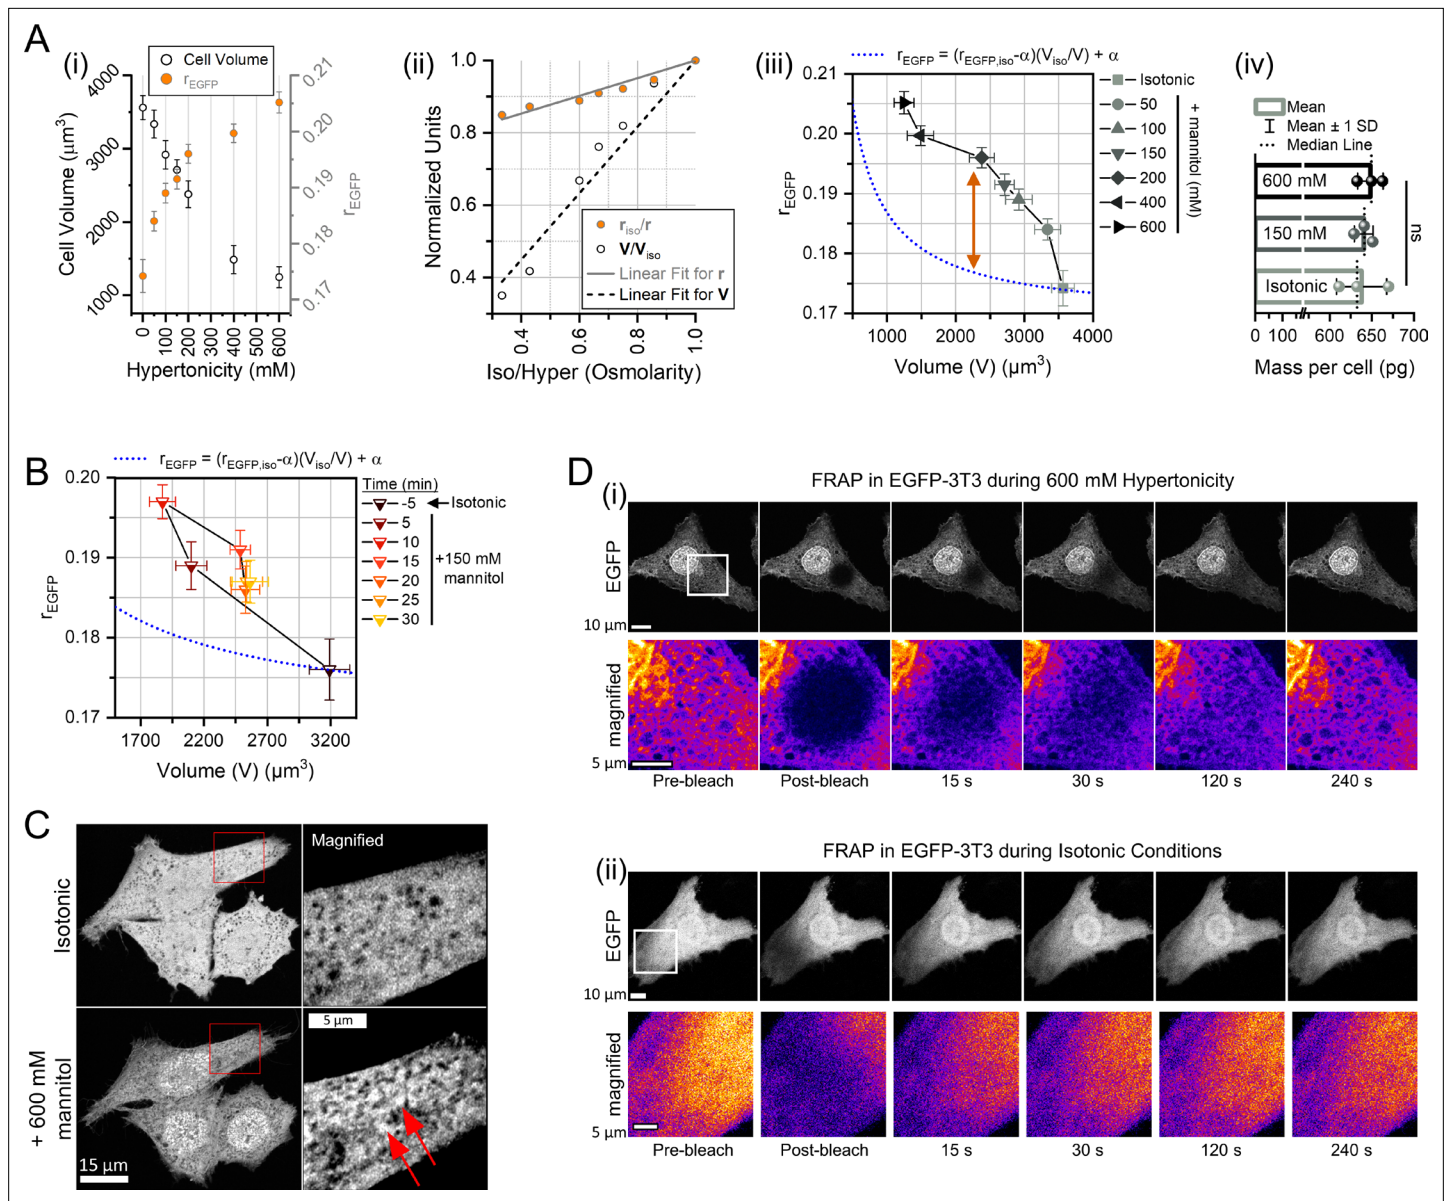 A
(i)
Cell Volume
rEGFP
4000
3000
2000
1000
Cell Volume (µm³)
0.21
0.20
0.19
0.18
0.17
rEGFP
0
100
200
300
400
500
600
Hypertonicity (mM)
(ii)
1.0
0.8
0.6
0.4
Normalized Units
riso/r
V/Viso
Linear Fit for r
Linear Fit for V
0.4
0.6
0.8
1.0
Iso/Hyper (Osmolarity)
(iii)
rEGFP = (rEGFP,iso-α)(Viso/V) + α
0.21
0.20
0.19
0.18
0.17
rEGFP
1000 2000 3000 4000
Volume (V) (µm³)
Isotonic
50
100
150
200
400
600
+ mannitol (mM)
(iv)
Mean
Mean ± 1 SD
Median Line
600 mM
150 mM
Isotonic
ns
0 100 600 650 700
Mass per cell (pg)
B
rEGFP = (rEGFP,iso-α)(Viso/V) + α
0.20
0.19
0.18
0.17
rEGFP
1700 2200 2700 3200
Volume (V) (µm³)
Time (min)
-5
Isotonic
5
10
15
20
25
30
+150 mM
mannitol
C
Isotonic
Magnified
+ 600 mM
mannitol
15 µm
5 µm
D
FRAP in EGFP-3T3 during 600 mM Hypertonicity
(i)
EGFP
10 µm
magnified
5 µm
Pre-bleach Post-bleach 15 s 30 s 120 s 240 s
FRAP in EGFP-3T3 during Isotonic Conditions
(ii)
EGFP
10 µm
magnified
5 µm
Pre-bleach Post-bleach 15 s 30 s 120 s 240 s